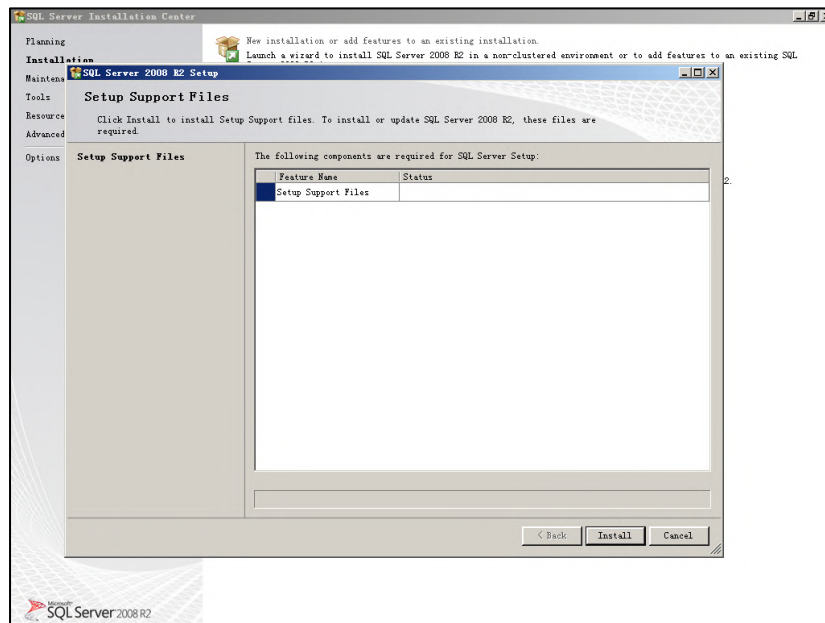 SQL Server Installation Center
Planning
Installation
Maintena
Tools
Resource
Advanced
Options
New installation or add features to an existing installation.
Launch a wizard to install SQL Server 2008 R2 in a non-clustered environment or to add features to an existing SQL
2.
SQL Server 2008 R2 Setup
Setup Support Files
Click Install to install Setup Support files. To install or update SQL Server 2008 R2, these files are
required.
Setup Support Files
The following components are required for SQL Server Setup:
Feature Name Status
Setup Support Files
< Back Install Cancel
Microsoft
SQL Server 2008 R2